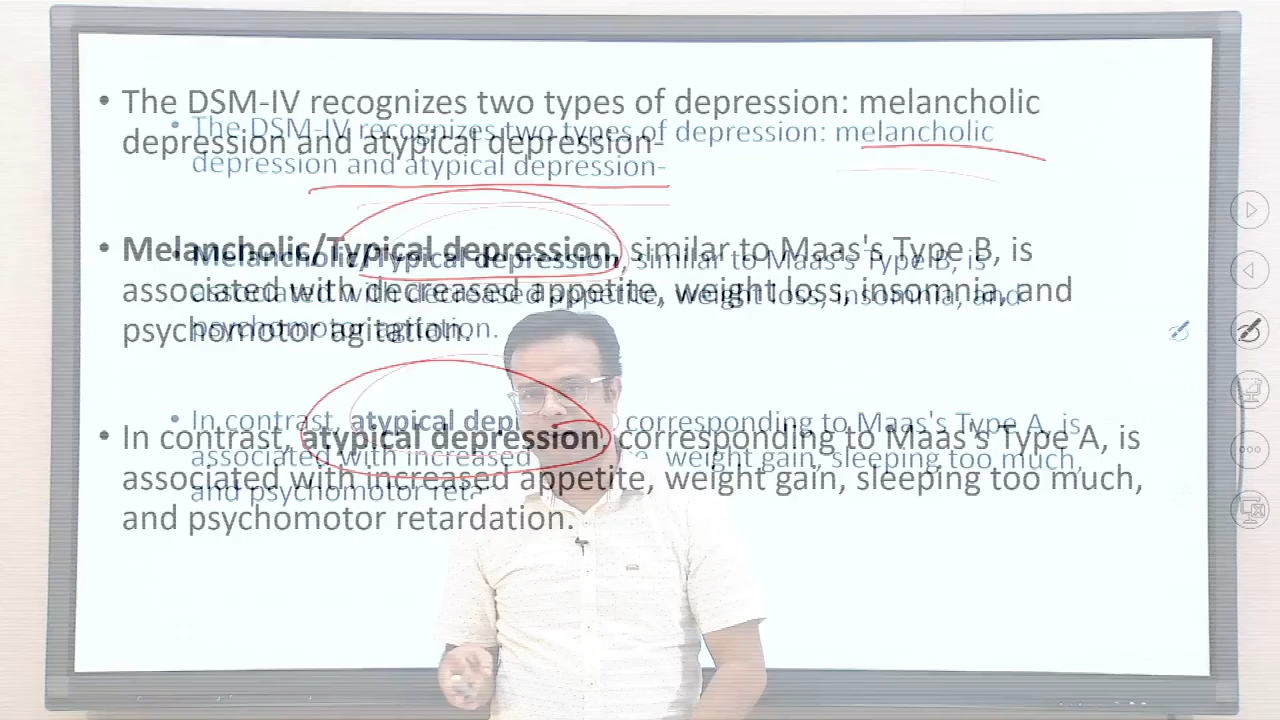 • The DSM-IV recognizes two types of depression: melancholic
depression and atypical depression-
• Melancholic/Typical depression, similar to Maas's Type B, is
associated with decreased appetite, weight loss, insomnia, and
psychomotor agitation.
• In contrast, atypical depression, corresponding to Maas's Type A, is
associated with increased appetite, weight gain, sleeping too much,
and psychomotor retardation.